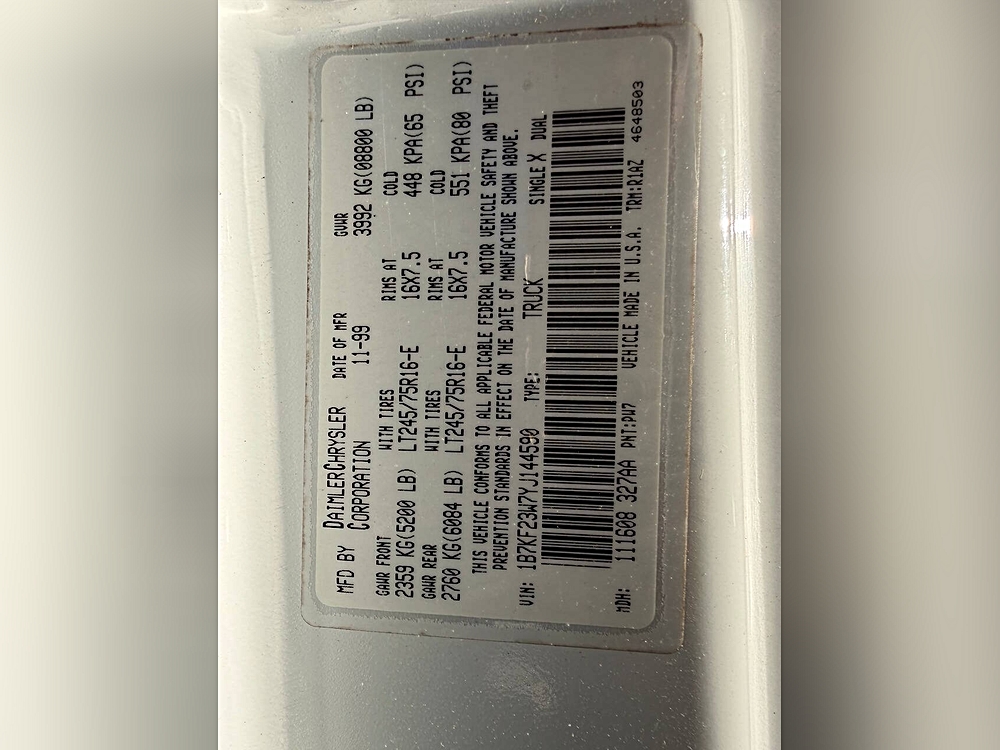 MFD BY DAIMLERCHRYSLER CORPORATION DATE OF MFR 11-99 GVWR 3992 KG(08800 LB)
GAWR FRONT WITH TIRES RIMS AT COLD
2359 KG(5200 LB) LT245/75R16-E 16X7.5 448 KPA(65 PSI)
GAWR REAR WITH TIRES RIMS AT COLD
2760 KG(6084 LB) LT245/75R16-E 16X7.5 551 KPA(80 PSI)
THIS VEHICLE CONFORMS TO ALL APPLICABLE FEDERAL MOTOR VEHICLE SAFETY AND THEFT
PREVENTION STANDARDS IN EFFECT ON THE DATE OF MANUFACTURE SHOWN ABOVE.
VIN: 1B7KF23W7YJ144590 TYPE: TRUCK SINGLE X DUAL
MDH: 111608 327AA PNT:PW7 VEHICLE MADE IN U.S.A. TRM:R1AZ 4648503